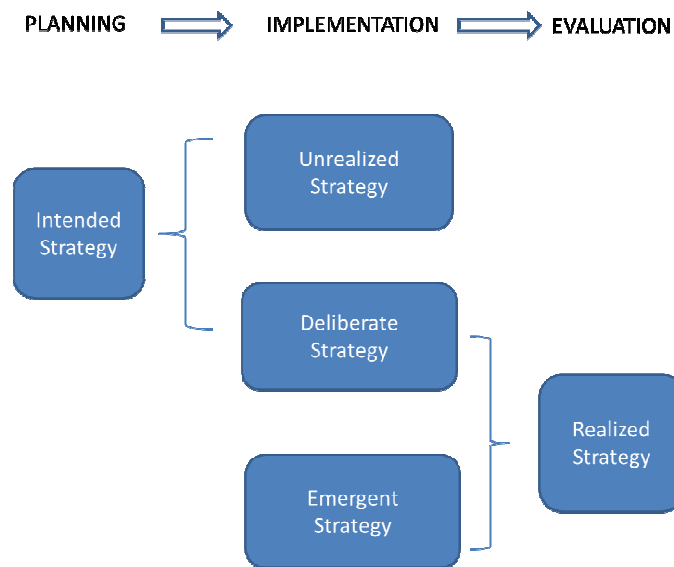 PLANNING IMPLEMENTATION EVALUATION
Unrealized
Strategy
Intended
Strategy
Deliberate
Strategy
Realized
Strategy
Emergent
Strategy